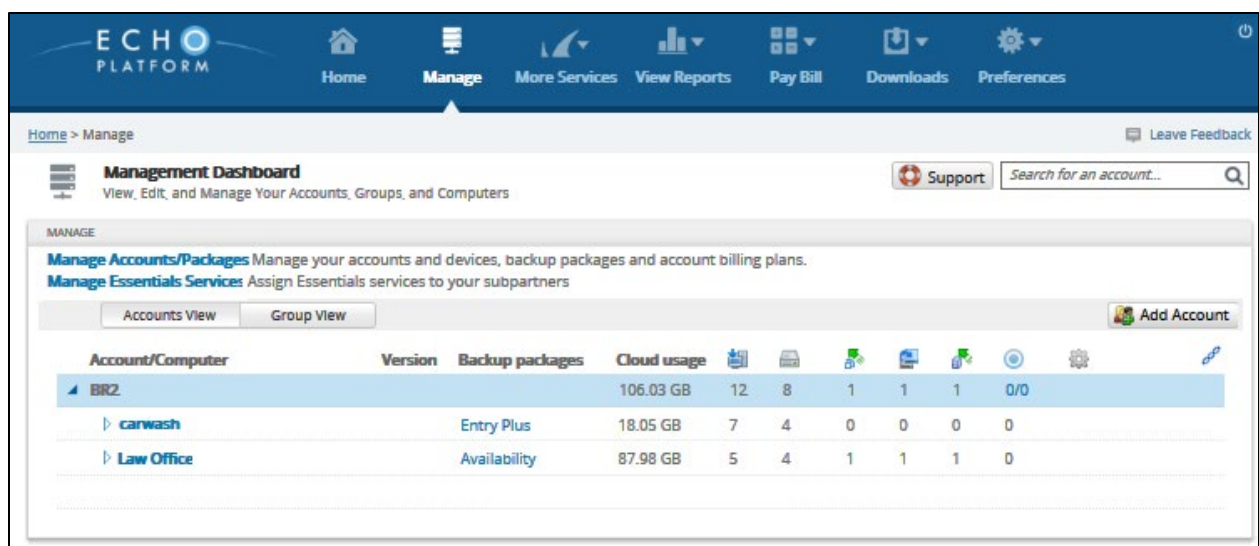 ECHO
PLATFORM
Home Manage More Services View Reports Pay Bill Downloads Preferences
Home > Manage Leave Feedback
Management Dashboard
View, Edit, and Manage Your Accounts, Groups, and Computers
Support Search for an account...
MANAGE
Manage Accounts/Packages Manage your accounts and devices, backup packages and account billing plans.
Manage Essentials Services Assign Essentials services to your subpartners
Accounts View Group View Add Account
Account/Computer Version Backup packages Cloud usage
BR2 106.03 GB 12 8 1 1 1 0/0
carwash Entry Plus 18.05 GB 7 4 0 0 0 0
Law Office Availability 87.98 GB 5 4 1 1 1 0